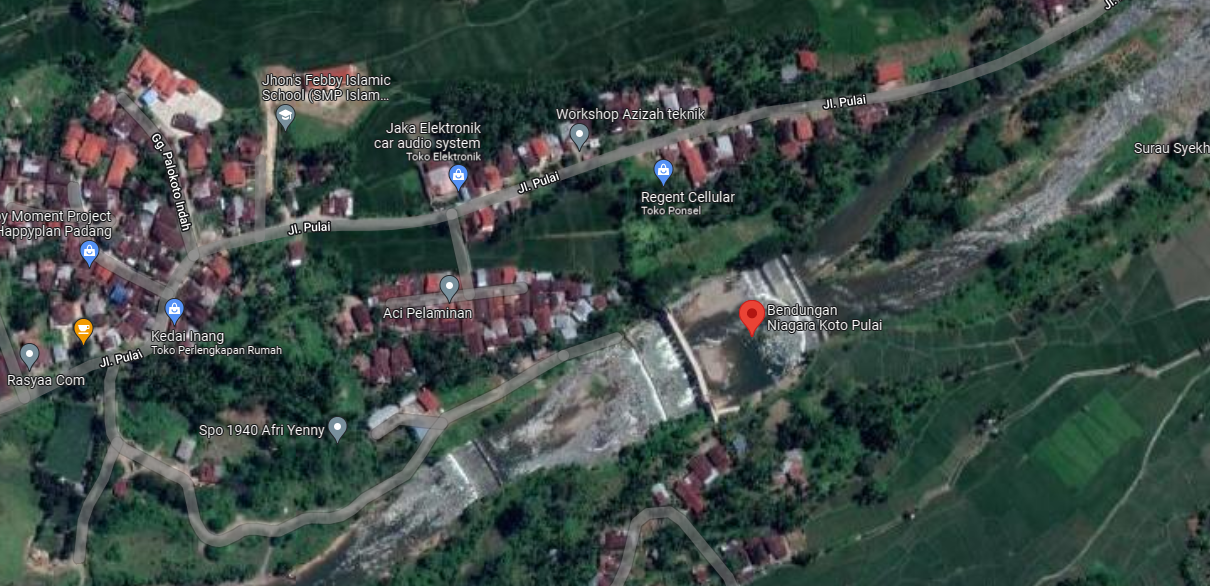 Jl.
Jhon's Febby Islamic
School (SMP Islam...
Jl. Pulai
Workshop Azizah teknik
Jaka Elektronik
car audio system
Toko Elektronik
Gg. Palokoto Indah
Surau Syekh
Jl. Pulai
Regent Cellular
Toko Ponsel
Moment Project
Happyplan Padang
Jl. Pulai
Aci Pelaminan
Bendungan
Niagara Koto Pulai
Kedai Inang
Toko Perlengkapan Rumah
Jl. Pulai
Rasyaa Com
Spo 1940 Afri Yenny